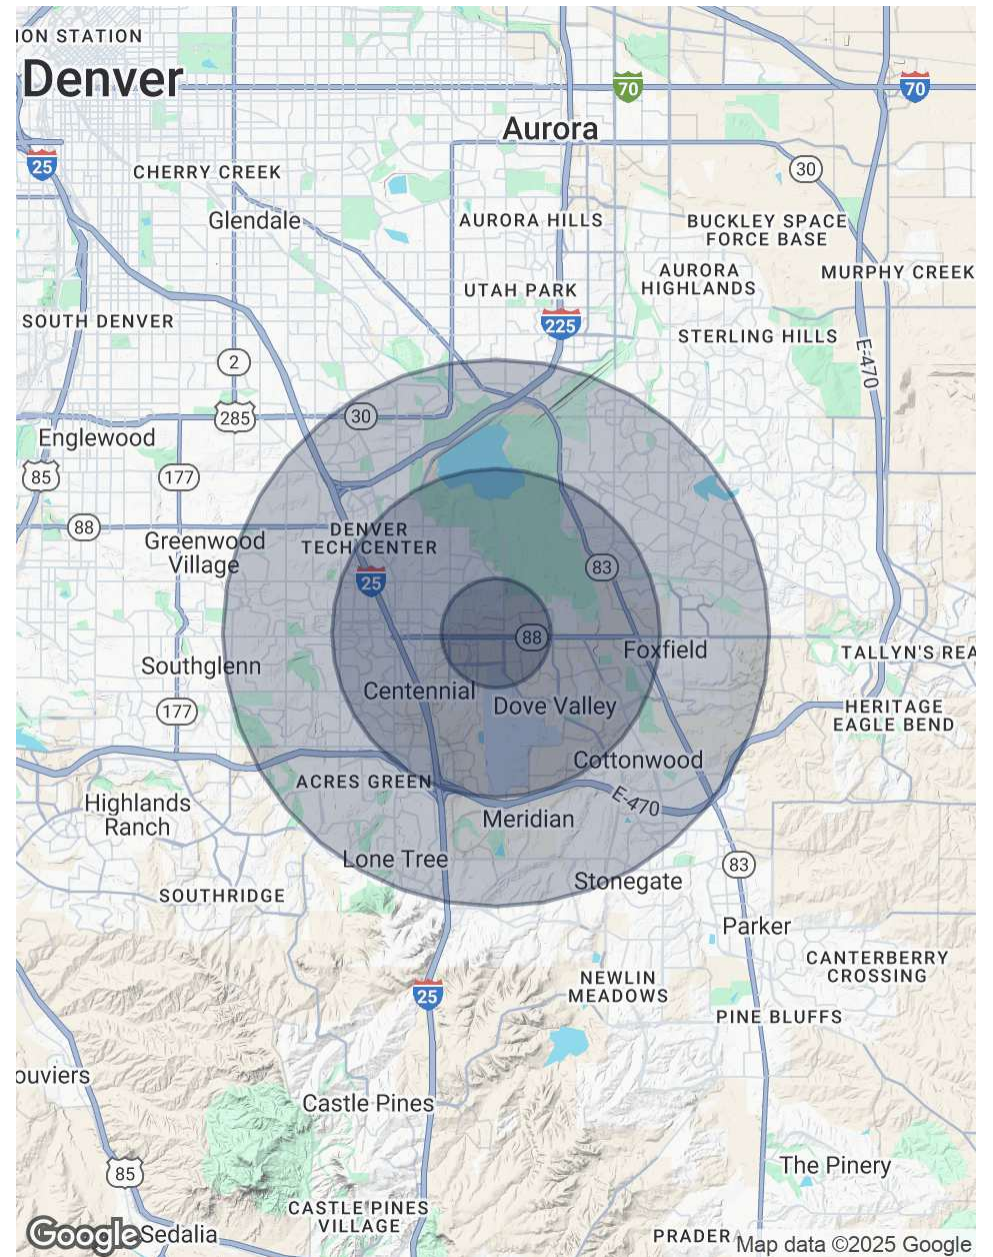 ION STATION
Denver
70
70
Aurora
25
CHERRY CREEK
30
Glendale
AURORA HILLS
BUCKLEY SPACE
FORCE BASE
AURORA
HIGHLANDS
MURPHY CREEK
UTAH PARK
SOUTH DENVER
225
STERLING HILLS
2
E-470
285
30
Englewood
85
177
88
DENVER
TECH CENTER
Greenwood
Village
83
25
88
Foxfield
TALLYN'S REA
Southglenn
Centennial
Dove Valley
177
HERITAGE
EAGLE BEND
Cottonwood
ACRES GREEN
E-470
Highlands
Ranch
Meridian
Lone Tree
83
Stonegate
SOUTHRIDGE
Parker
CANTERBERRY
CROSSING
NEWLIN
MEADOWS
25
PINE BLUFFS
ouviers
Castle Pines
85
The Pinery
CASTLE PINES
VILLAGE
Google
Sedalia
PRADER
Map data ©2025 Google